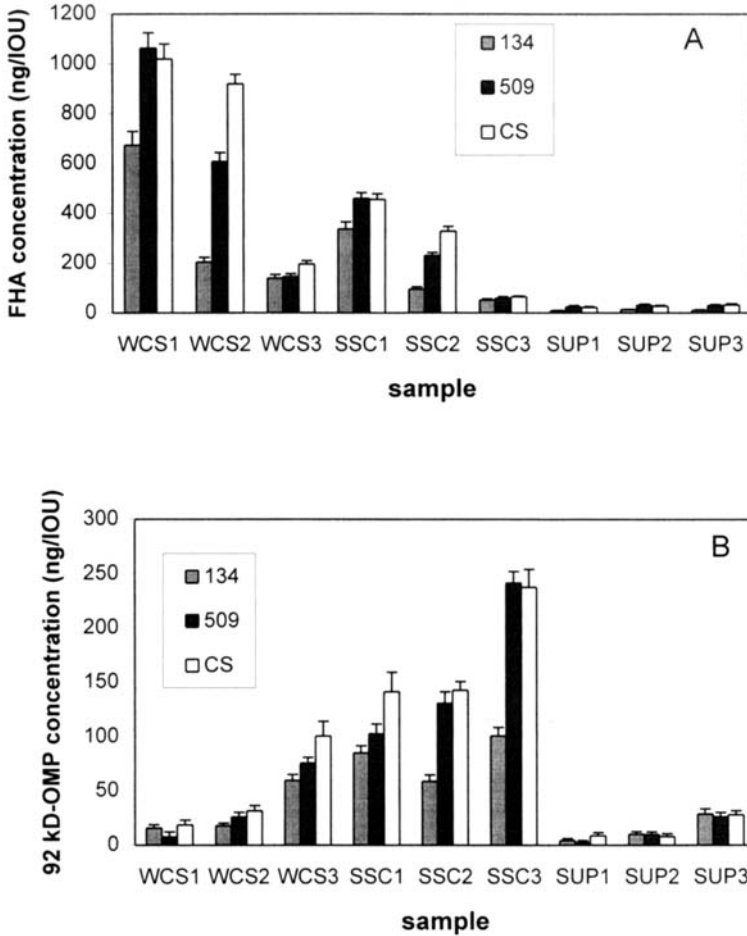 A
FHA concentration (ng/IOU)
1200
1000
800
600
400
200
0
134
509
CS
WCS1 WCS2 WCS3 SSC1 SSC2 SSC3 SUP1 SUP2 SUP3
sample
B
92 kD-OMP concentration (ng/IOU)
300
250
200
150
100
50
0
134
509
CS
WCS1 WCS2 WCS3 SSC1 SSC2 SSC3 SUP1 SUP2 SUP3
sample